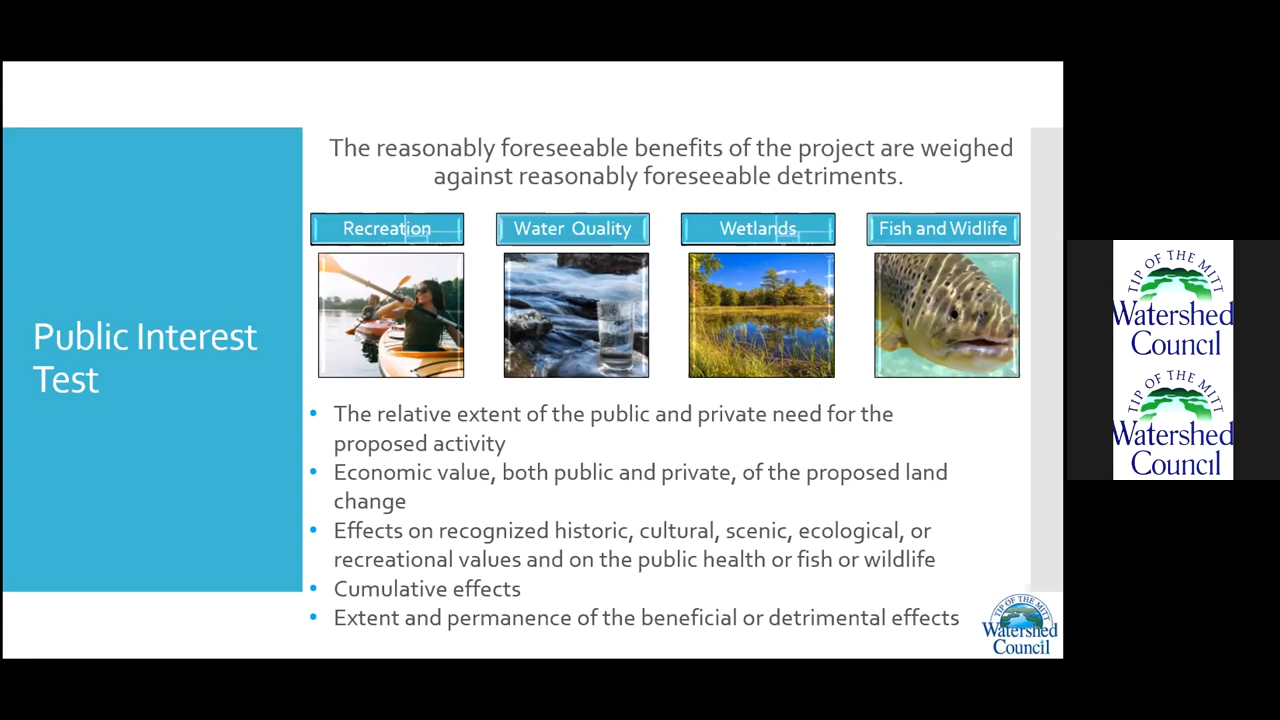 The reasonably foreseeable benefits of the project are weighed
against reasonably foreseeable detriments.
Recreation
Water Quality
Wetlands
Fish and Widlife
Public Interest
Test
• The relative extent of the public and private need for the
proposed activity
• Economic value, both public and private, of the proposed land
change
• Effects on recognized historic, cultural, scenic, ecological, or
recreational values and on the public health or fish or wildlife
• Cumulative effects
• Extent and permanence of the beneficial or detrimental effects
TIP OF THE MITT
Watershed
Council
TIP OF THE MITT
Watershed
Council
TIP OF THE MITT
Watershed
Council